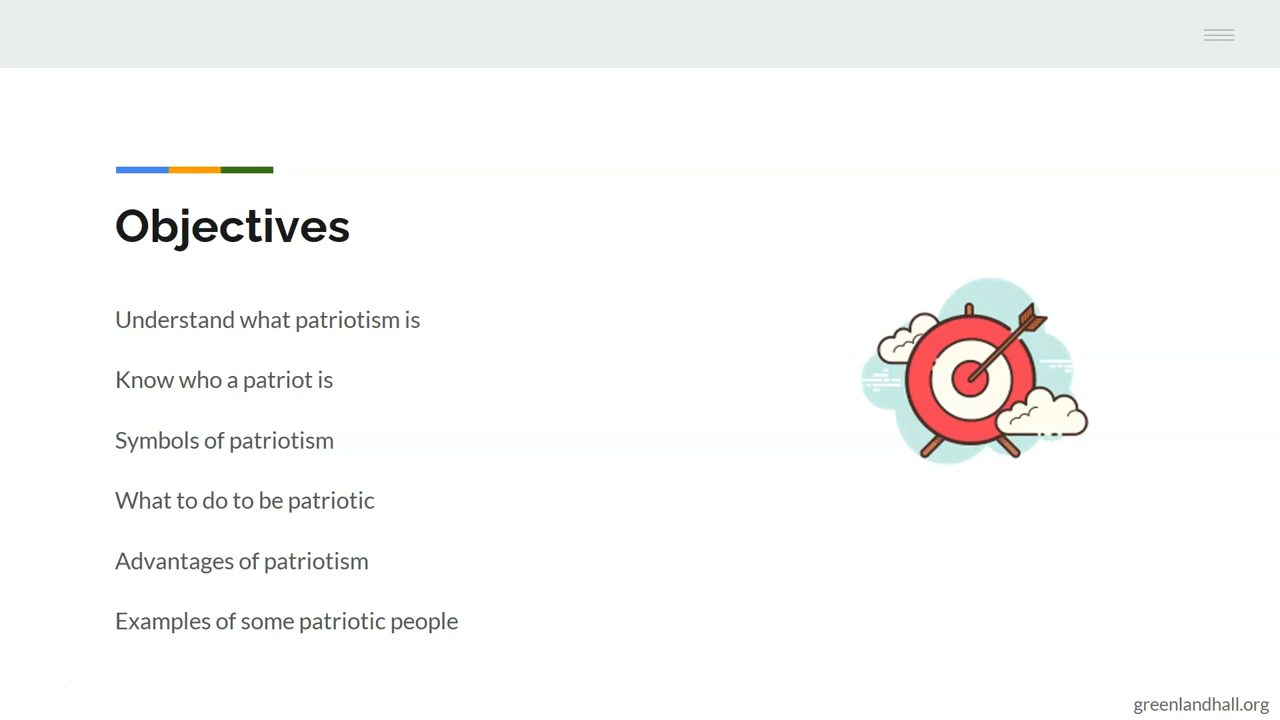 Objectives
Understand what patriotism is
Know who a patriot is
Symbols of patriotism
What to do to be patriotic
Advantages of patriotism
Examples of some patriotic people
greenlandhall.org